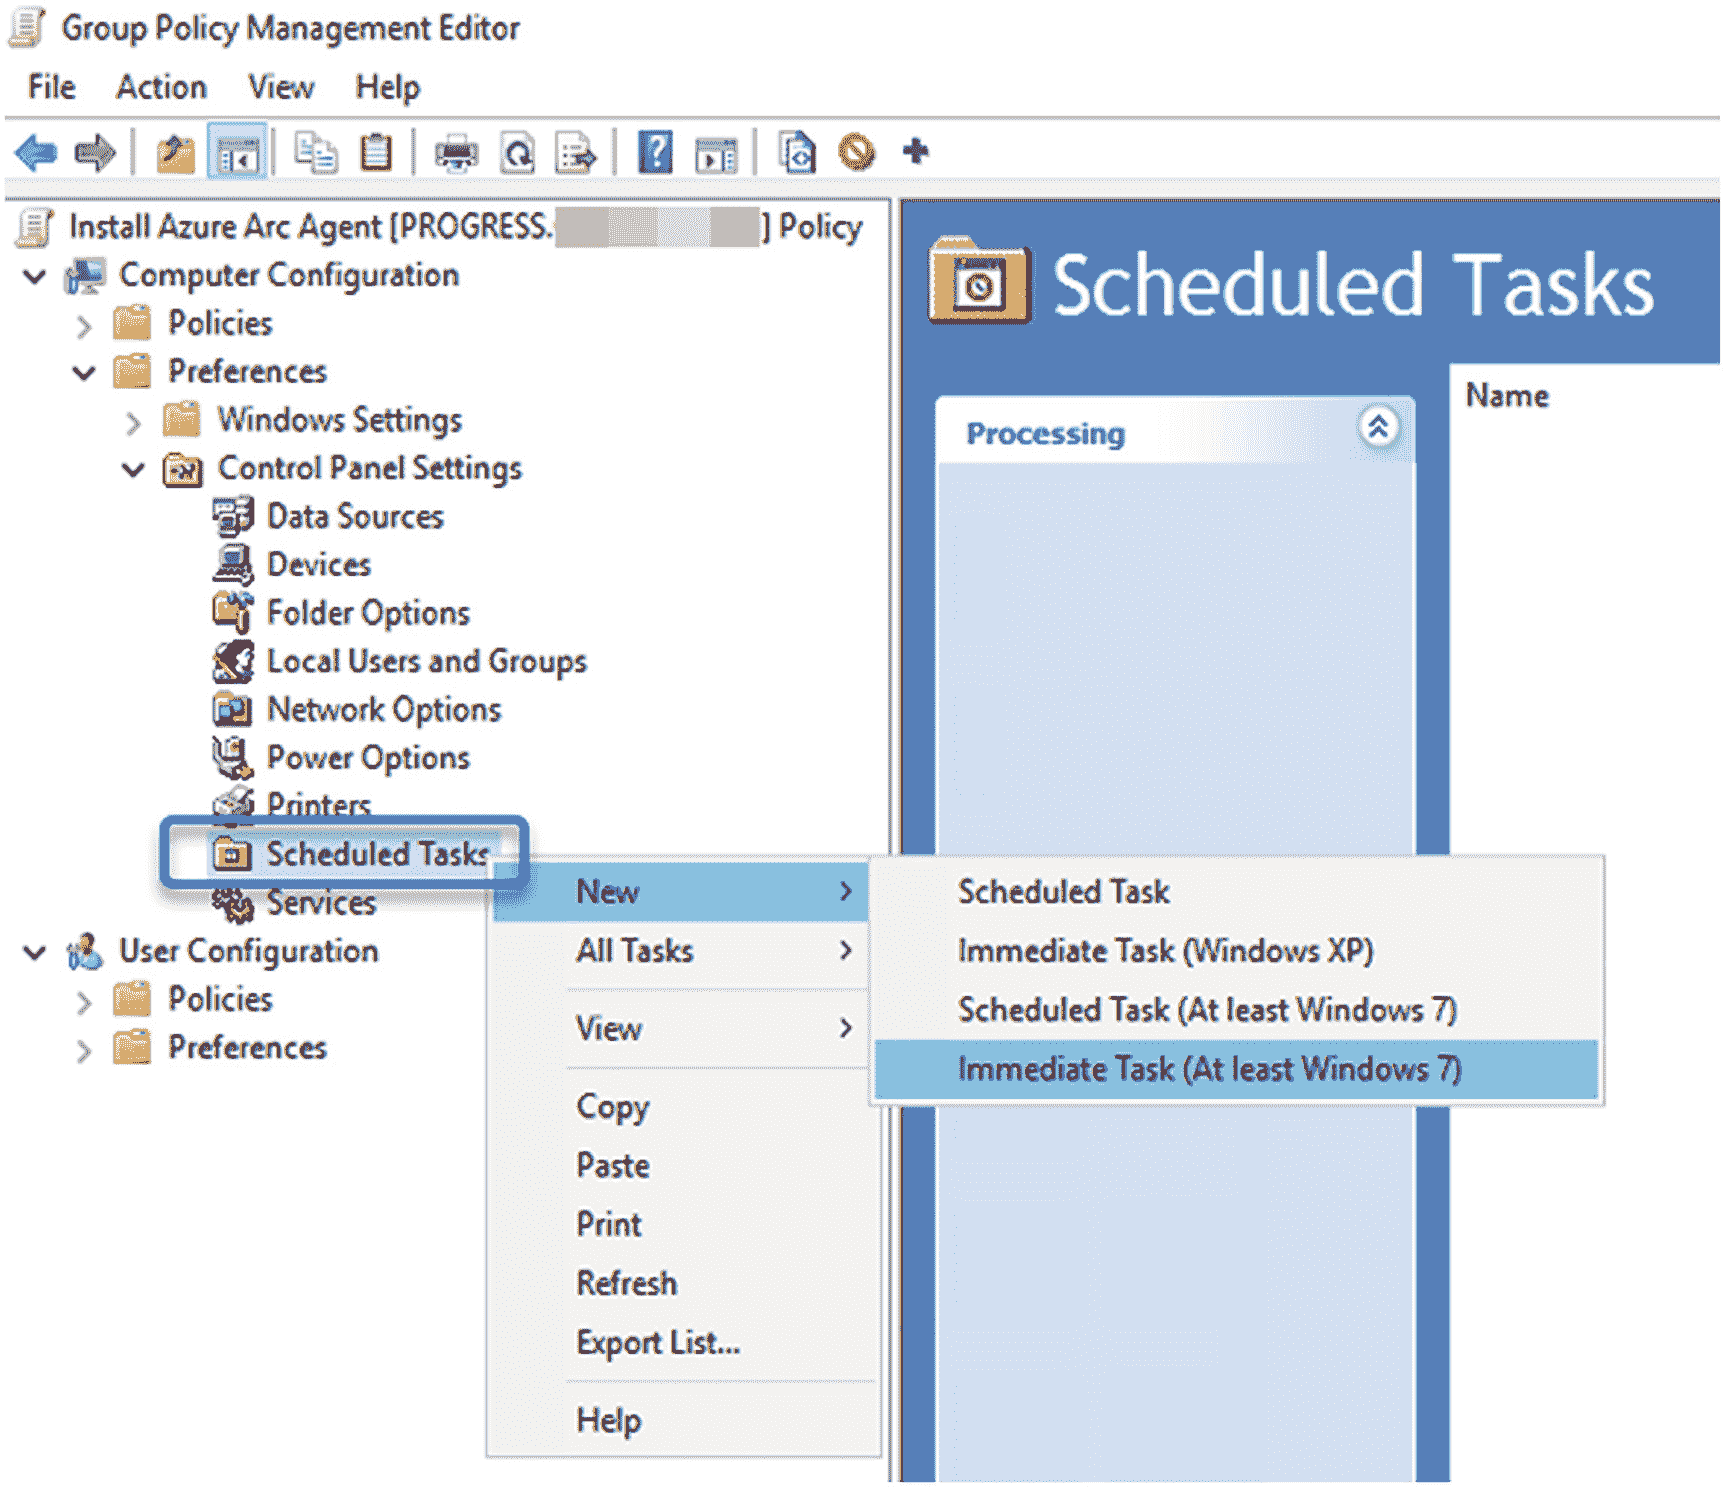 Group Policy Management Editor
File Action View Help
Install Azure Arc Agent [PROGRESS. ] Policy
Computer Configuration
Policies
Preferences
Windows Settings
Control Panel Settings
Data Sources
Devices
Folder Options
Local Users and Groups
Network Options
Power Options
Printers
Scheduled Tasks
Services
User Configuration
Policies
Preferences
New
All Tasks
View
Copy
Paste
Print
Refresh
Export List...
Help
Scheduled Task
Immediate Task (Windows XP)
Scheduled Task (At least Windows 7)
Immediate Task (At least Windows 7)
Scheduled Tasks
Processing
Name